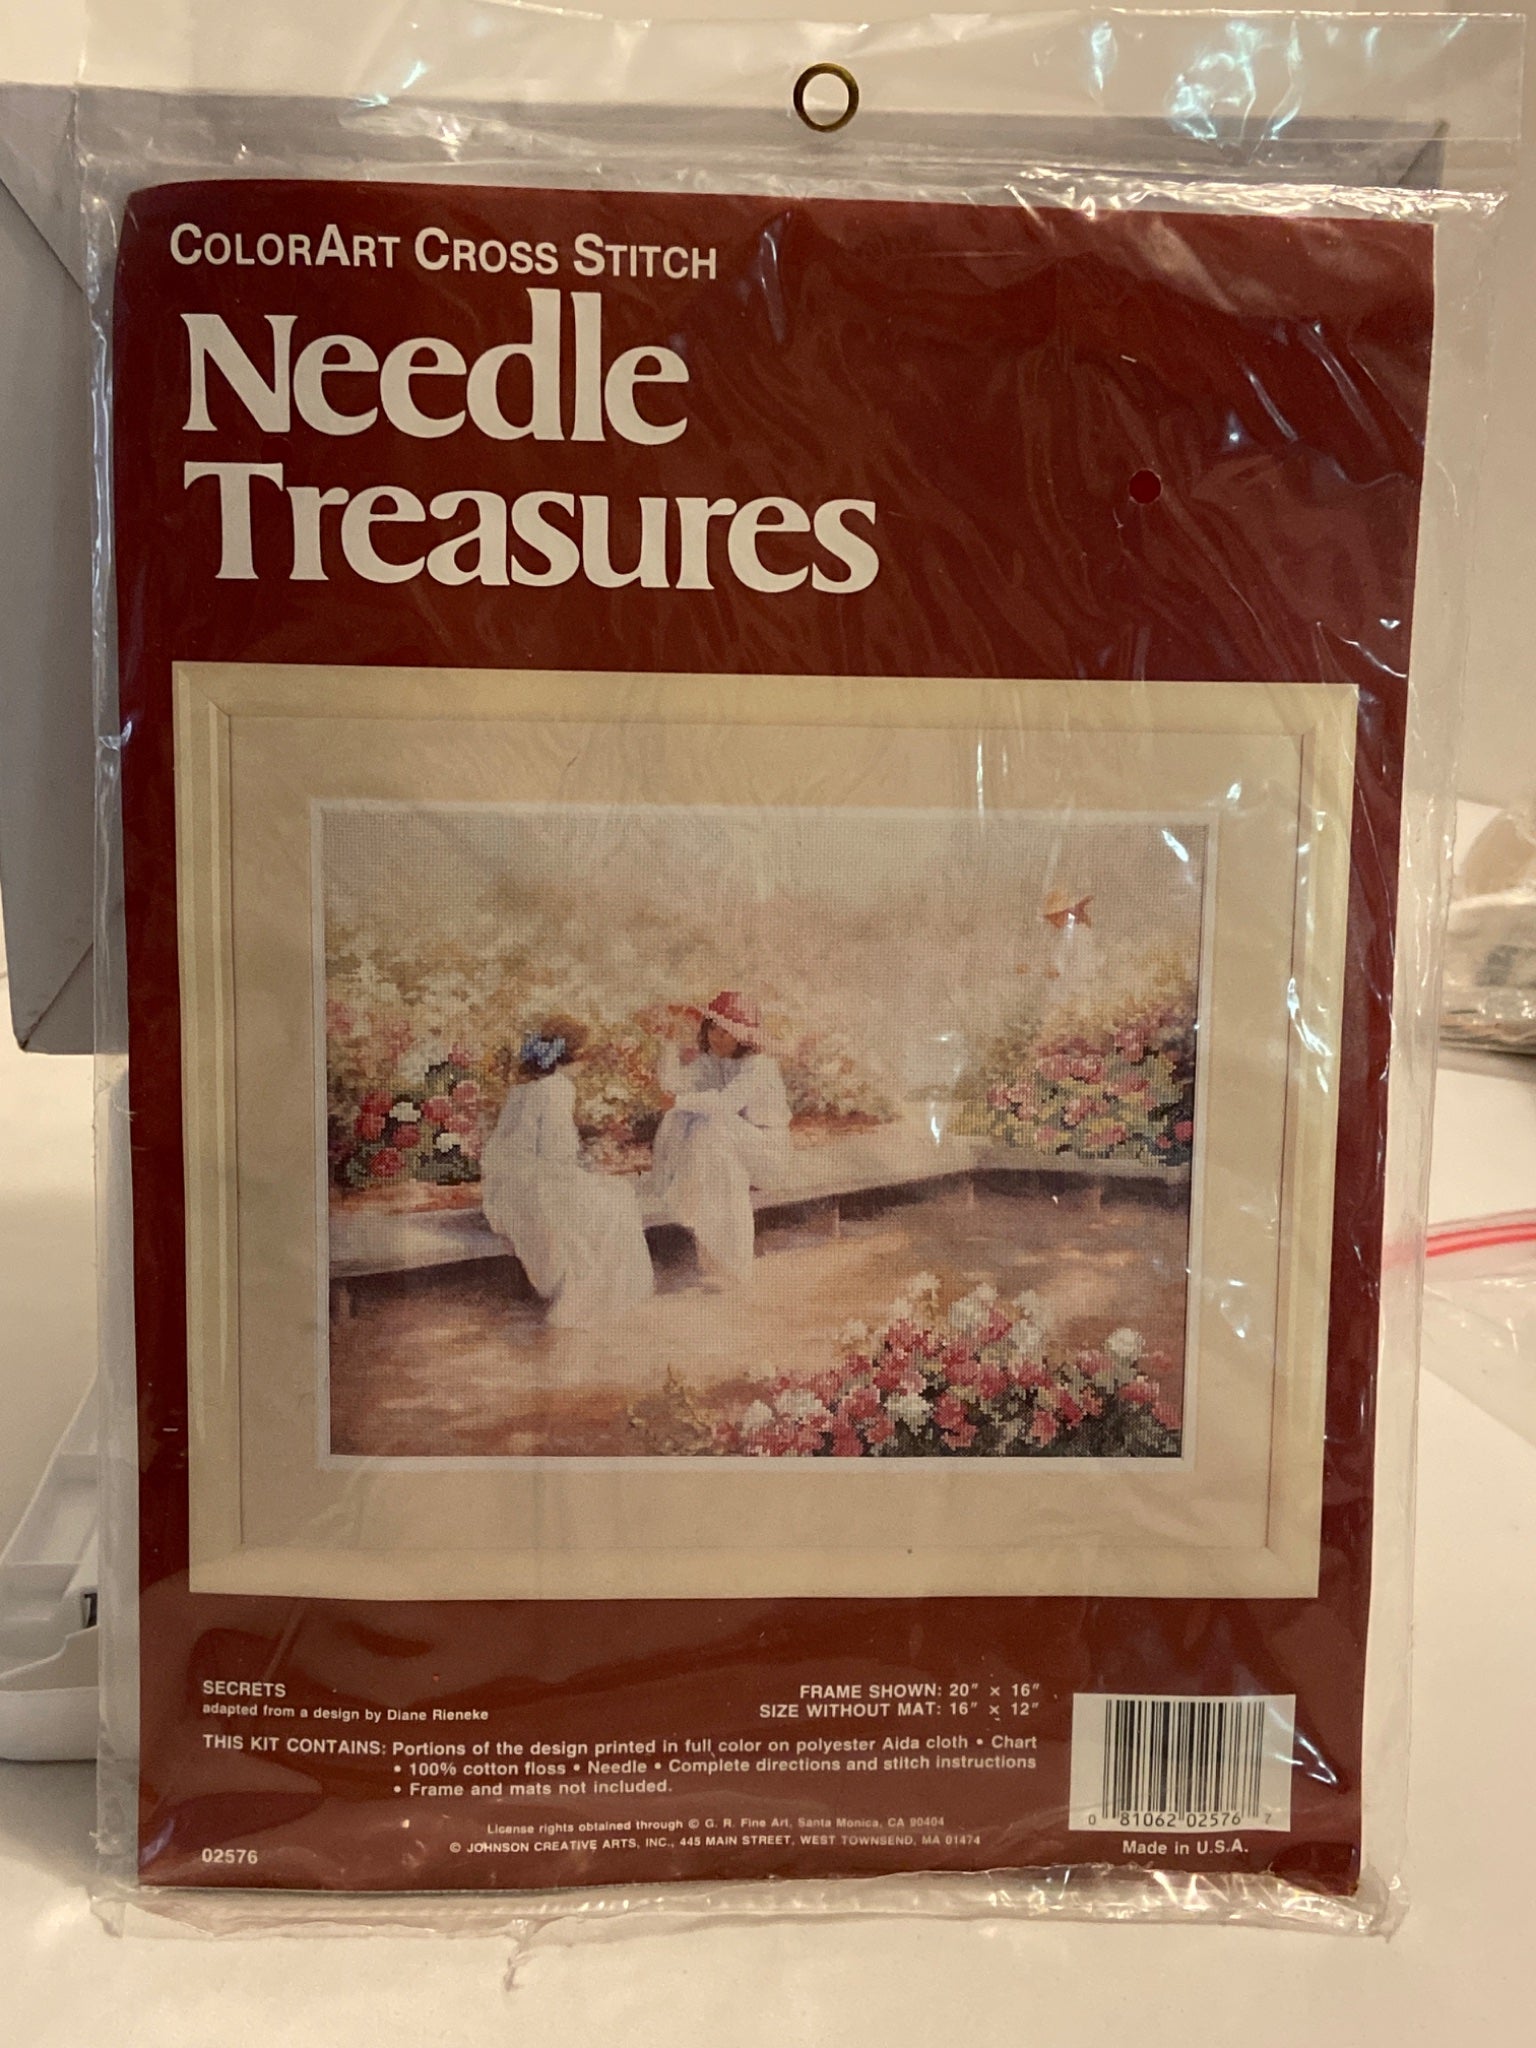 COLORART CROSS STITCH
Needle
Treasures
SECRETS
adapted from a design by Diane Rieneke
FRAME SHOWN: 20" × 16"
SIZE WITHOUT MAT: 16" × 12"
THIS KIT CONTAINS: Portions of the design printed in full color on polyester Aida cloth • Chart
• 100% cotton floss • Needle • Complete directions and stitch instructions
• Frame and mats not included.
License rights obtained through © G. R. Fine Art, Santa Monica, CA 90404
© JOHNSON CREATIVE ARTS, INC., 445 MAIN STREET, WEST TOWNSEND, MA 01474
02576
0 81062 02576 7
Made in U.S.A.